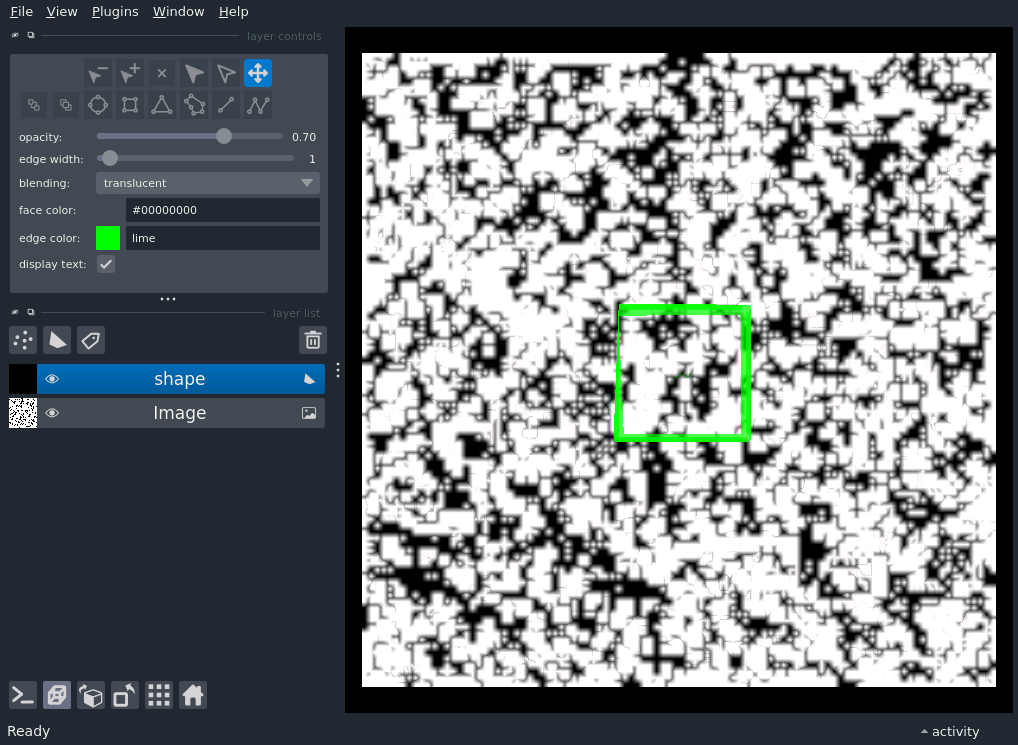 File View Plugins Window Help
layer controls
opacity: 0.70
edge width: 1
blending: translucent
face color: #00000000
edge color: lime
display text:
layer list
shape
Image
Ready
activity